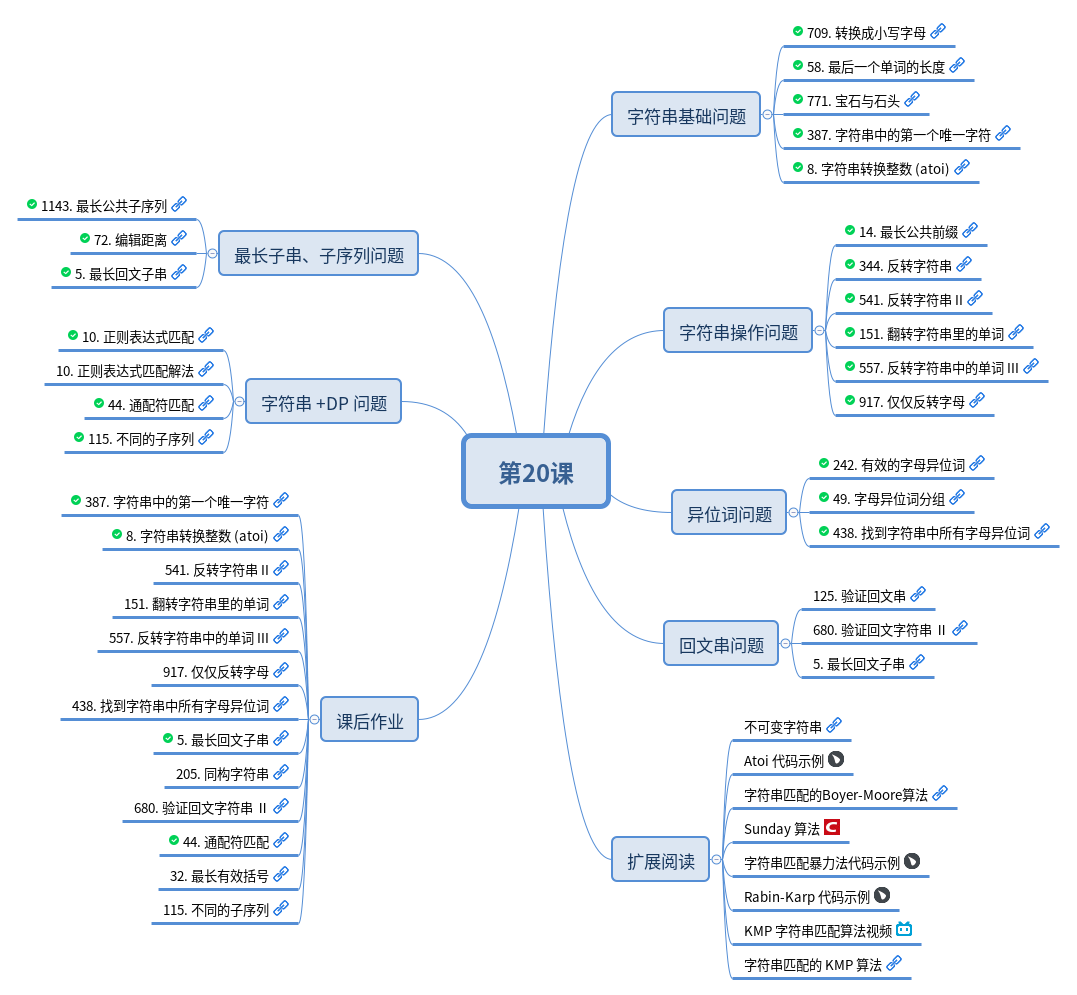 第20课
字符串基础问题
709. 转换成小写字母
58. 最后一个单词的长度
771. 宝石与石头
387. 字符串中的第一个唯一字符
8. 字符串转换整数 (atoi)
字符串操作问题
14. 最长公共前缀
344. 反转字符串
541. 反转字符串 II
151. 翻转字符串里的单词
557. 反转字符串中的单词 III
917. 仅仅反转字母
异位词问题
242. 有效的字母异位词
49. 字母异位词分组
438. 找到字符串中所有字母异位词
回文串问题
125. 验证回文串
680. 验证回文字符串 Ⅱ
5. 最长回文子串
扩展阅读
不可变字符串
Atoi 代码示例
字符串匹配的Boyer-Moore算法
Sunday 算法
字符串匹配暴力法代码示例
Rabin-Karp 代码示例
KMP 字符串匹配算法视频
字符串匹配的 KMP 算法
最长子串、子序列问题
1143. 最长公共子序列
72. 编辑距离
5. 最长回文子串
字符串 +DP 问题
10. 正则表达式匹配
10. 正则表达式匹配解法
44. 通配符匹配
115. 不同的子序列
课后作业
387. 字符串中的第一个唯一字符
8. 字符串转换整数 (atoi)
541. 反转字符串 II
151. 翻转字符串里的单词
557. 反转字符串中的单词 III
917. 仅仅反转字母
438. 找到字符串中所有字母异位词
5. 最长回文子串
205. 同构字符串
680. 验证回文字符串 Ⅱ
44. 通配符匹配
32. 最长有效括号
115. 不同的子序列